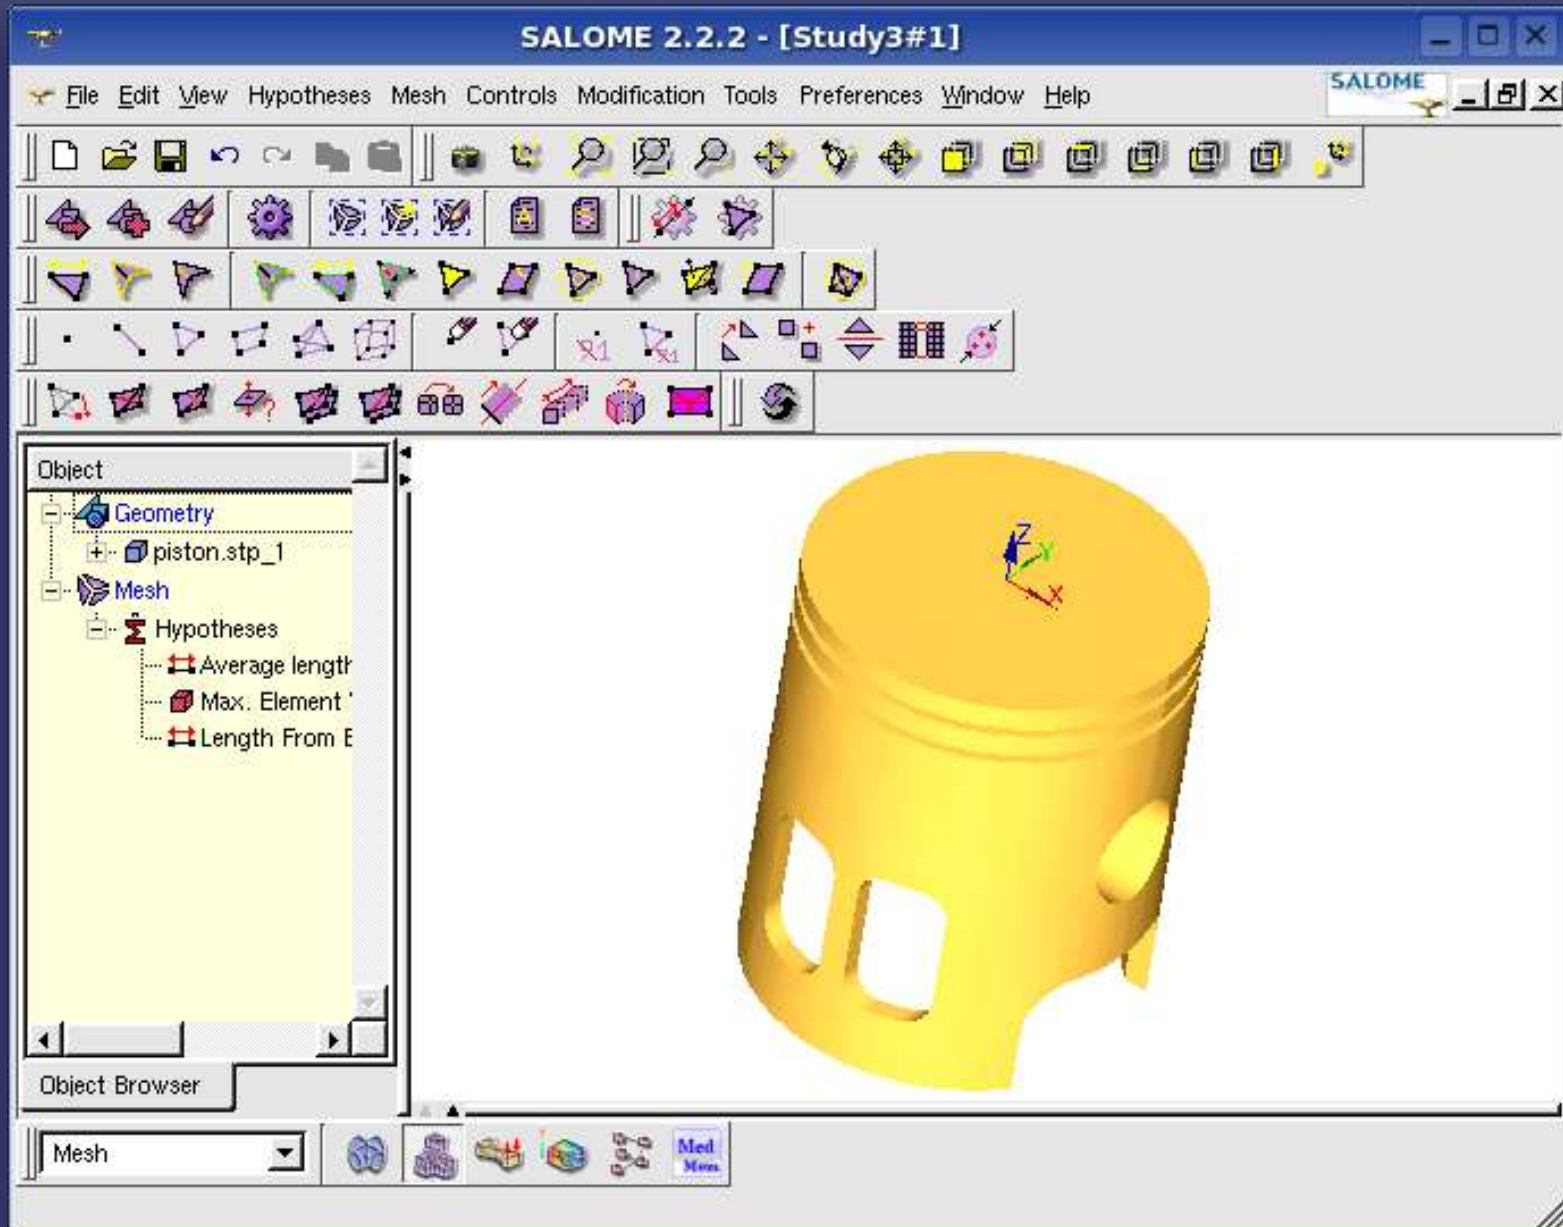 SALOME 2.2.2 - [Study3#1]
File Edit View Hypotheses Mesh Controls Modification Tools Preferences Window Help
SALOME
Object
Geometry
piston.stp_1
Mesh
Hypotheses
Average length
Max. Element
Length From E
Z
Y
X
Object Browser
Mesh
Med
Mem